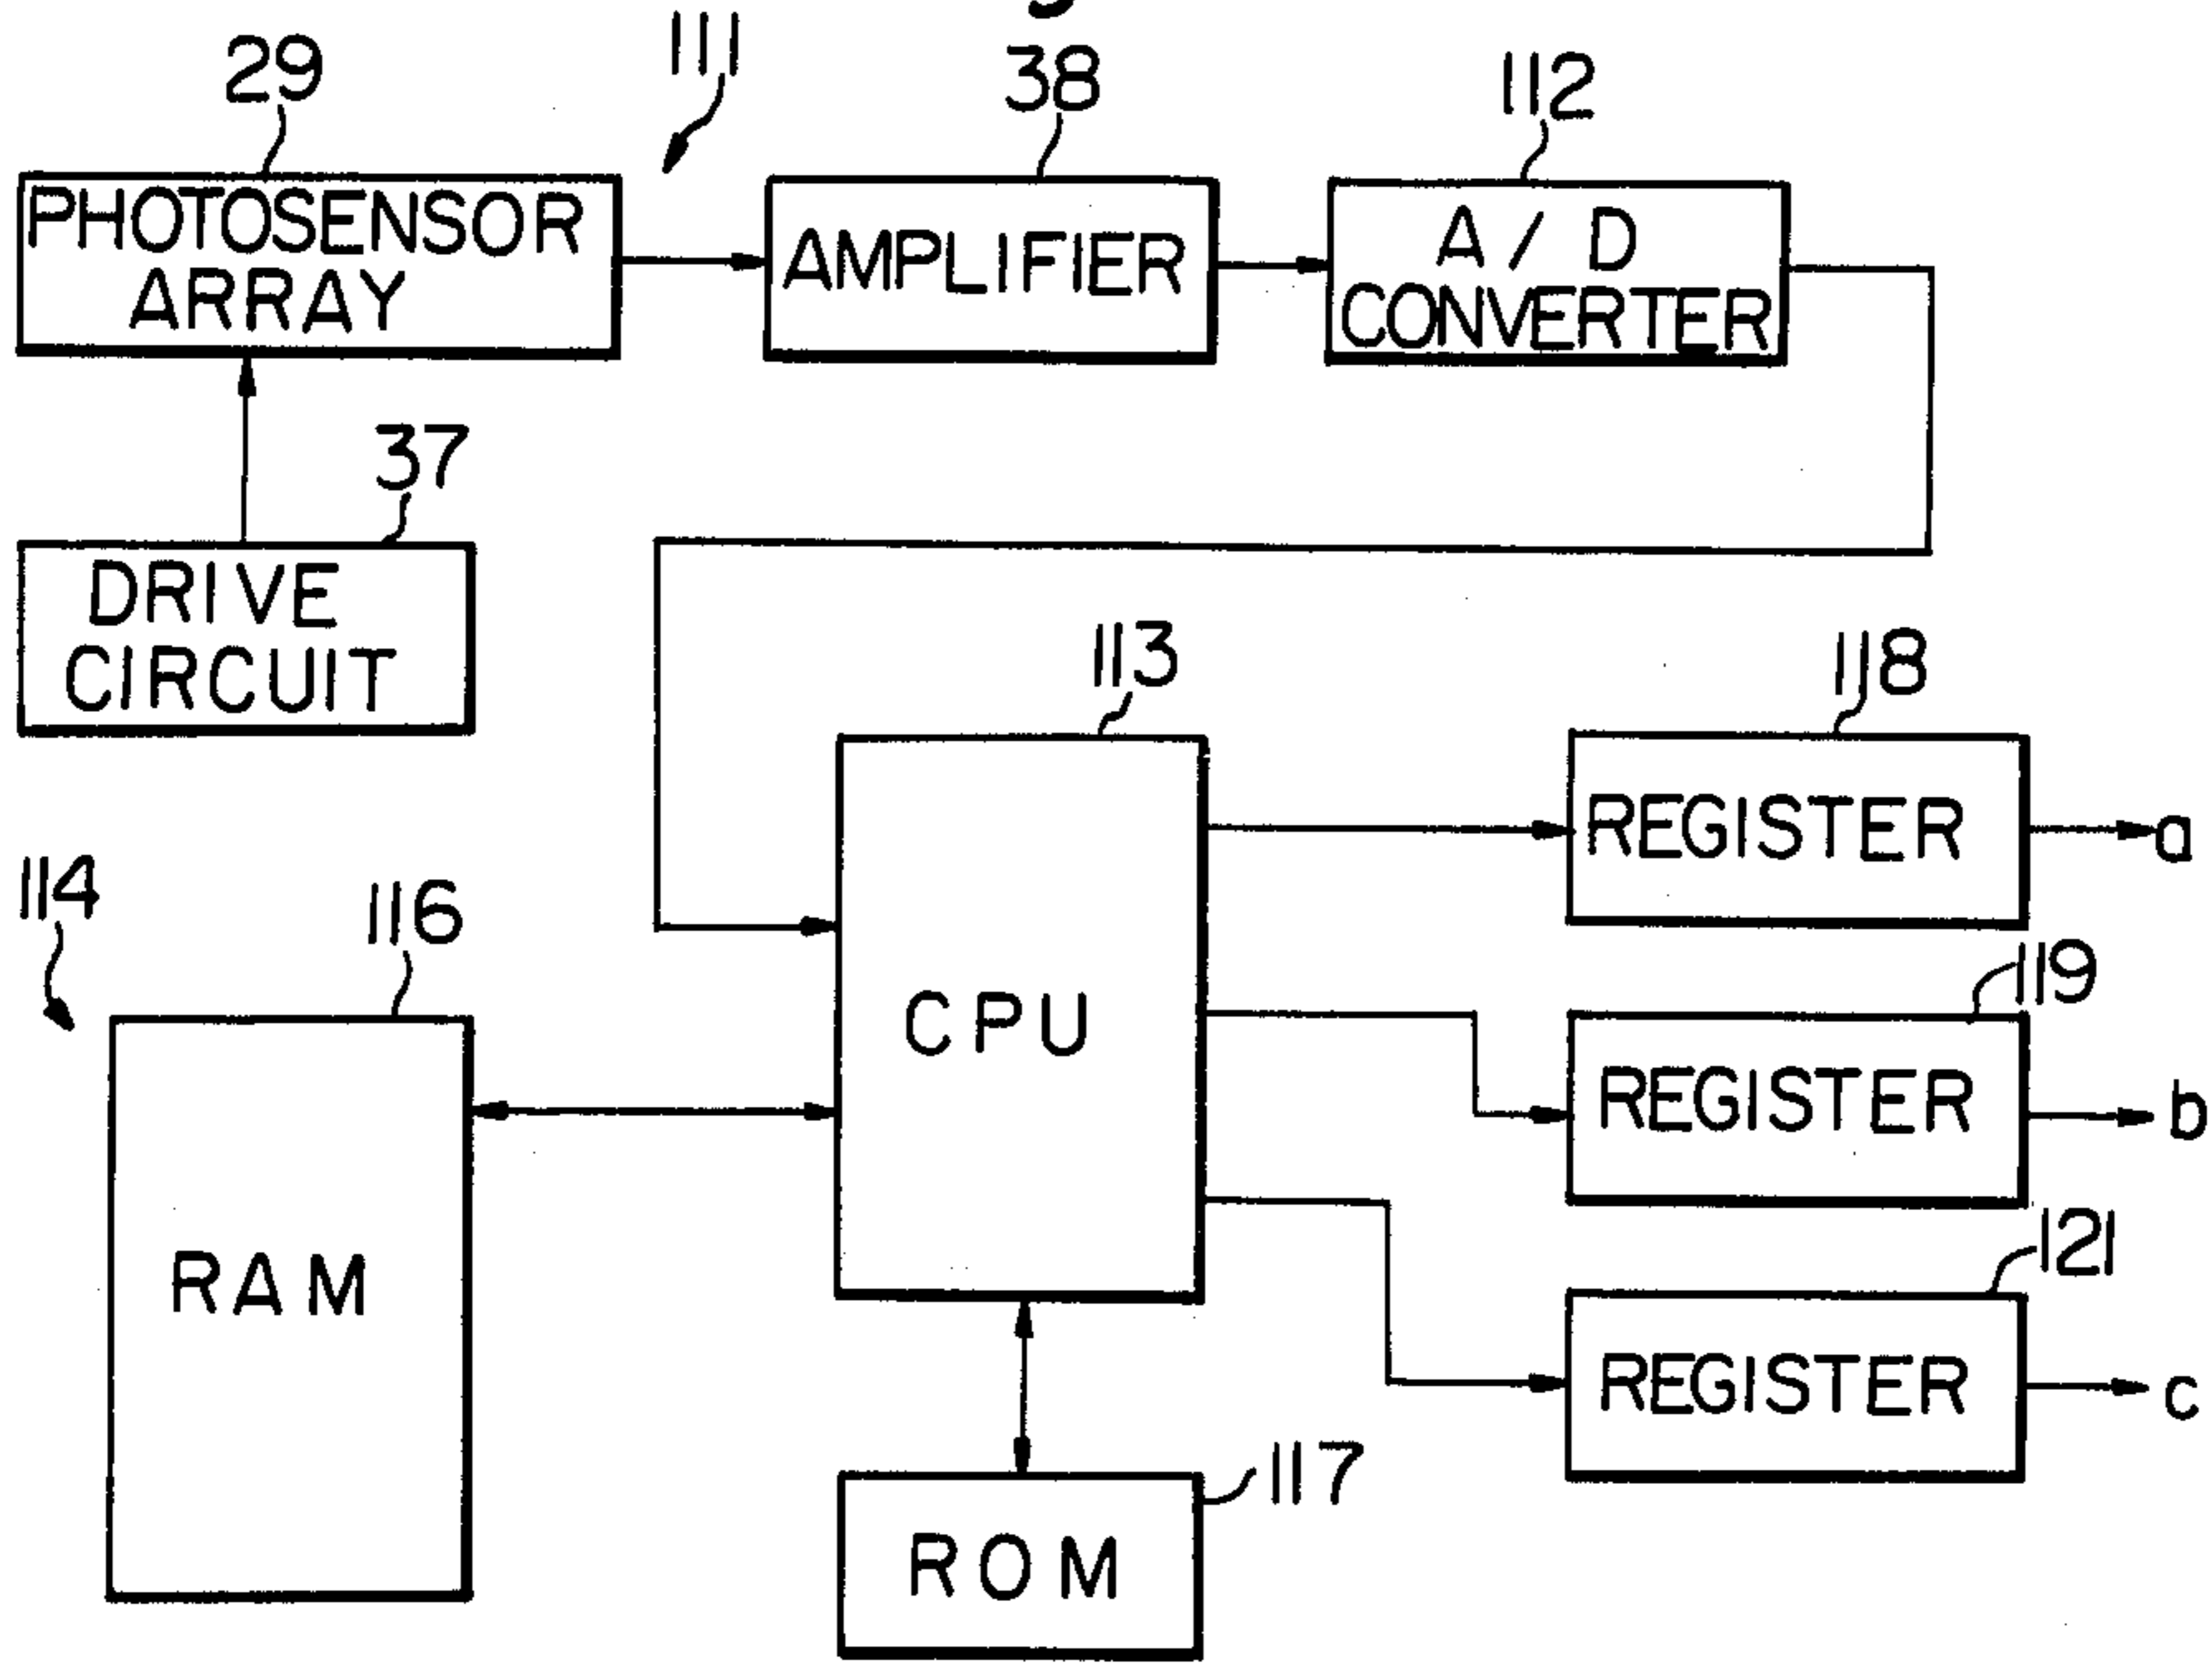 111
29
38
112
PHOTOSENSOR
ARRAY
AMPLIFIER
A / D
CONVERTER
37
DRIVE
CIRCUIT
113
118
CPU
REGISTER
a
114
116
119
RAM
REGISTER
b
121
REGISTER
c
117
ROM